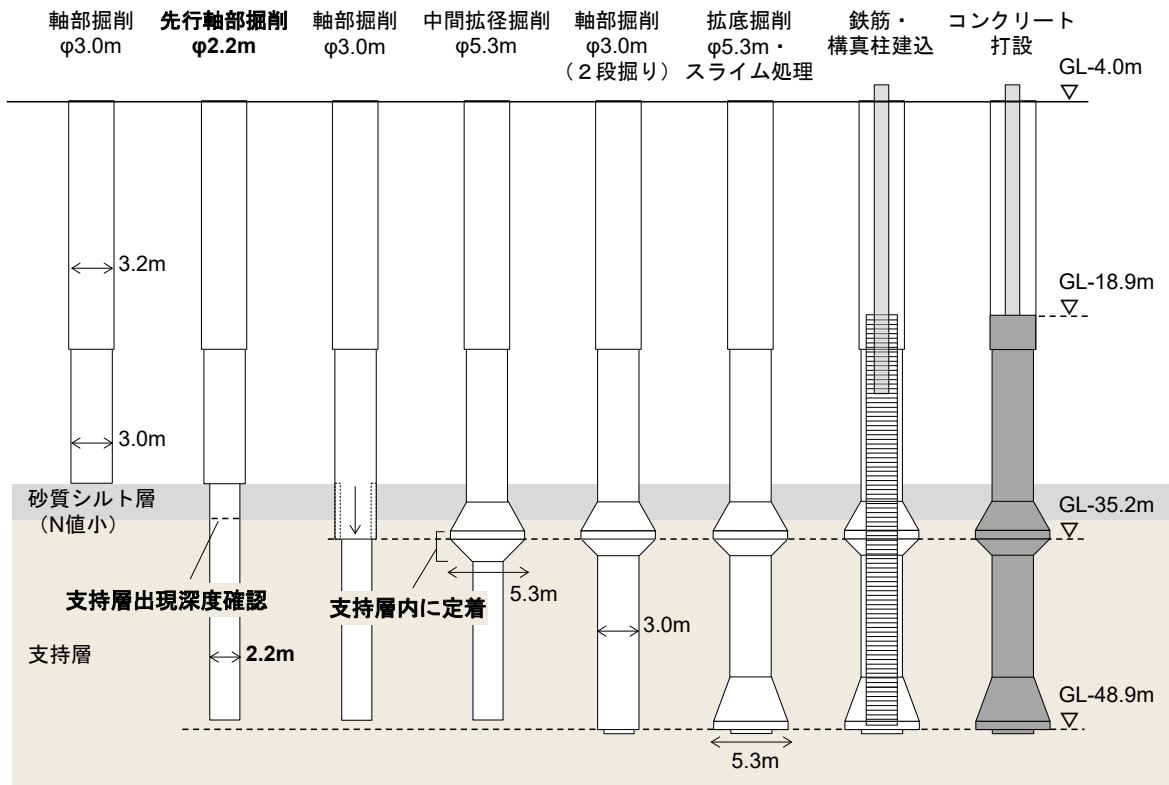 軸部掘削
φ3.0m
先行軸部掘削
φ2.2m
軸部掘削
φ3.0m
中間拡径掘削
φ5.3m
軸部掘削
φ3.0m
（２段掘り）
拡底掘削
φ5.3m・
スライム処理
鉄筋・
構真柱建込
コンクリート
打設
GL-4.0m
3.2m
GL-18.9m
3.0m
砂質シルト層
（N値小）
GL-35.2m
支持層出現深度確認
支持層内に定着
5.3m
3.0m
支持層
2.2m
GL-48.9m
5.3m